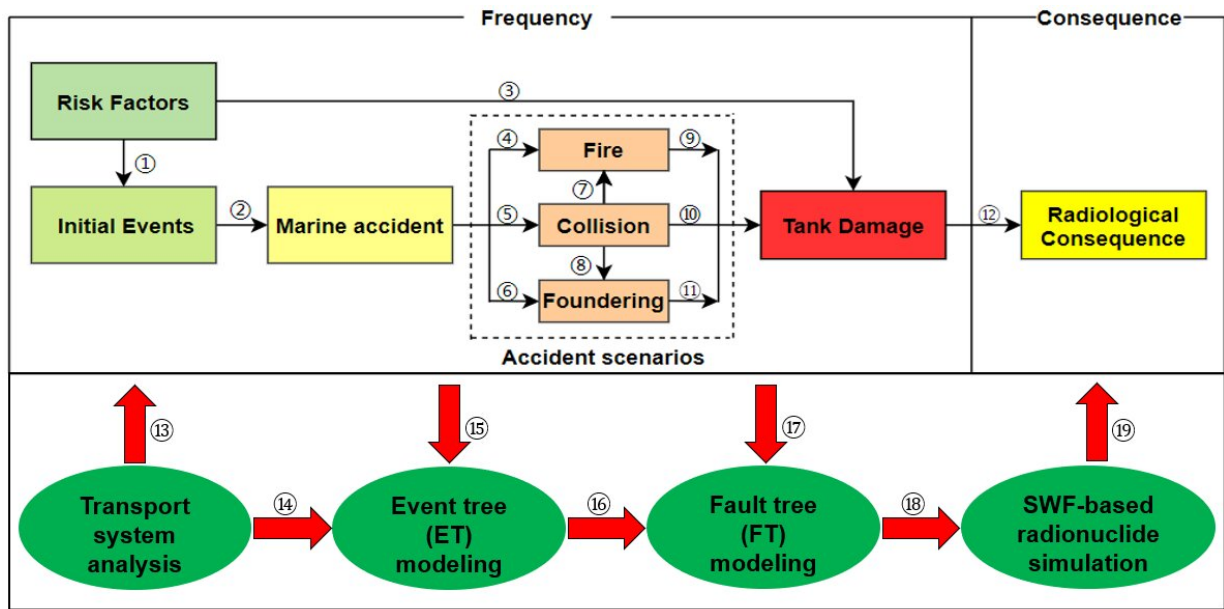 Frequency
Consequence
Risk Factors
③
①
④
Fire
⑨
⑦
Initial Events
②
Marine accident
⑤
Collision
⑩
Tank Damage
⑫
Radiological
Consequence
⑧
⑥
Foundering
⑪
Accident scenarios
⑬
⑮
⑰
⑲
Transport
system
analysis
⑭
Event tree
(ET)
modeling
⑯
Fault tree
(FT)
modeling
⑱
SWF-based
radionuclide
simulation